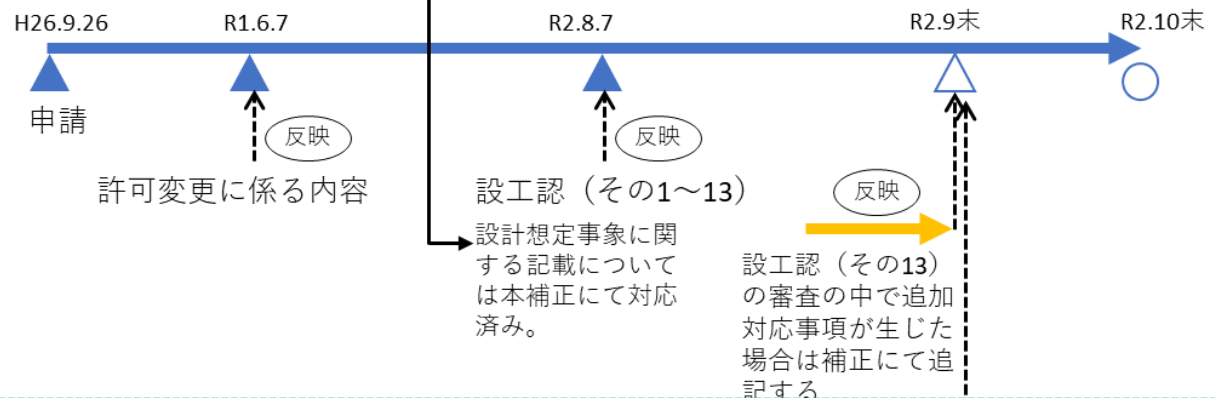 H26.9.26
R1.6.7
R2.8.7
R2.9末
R2.10末
申請
反映
反映
許可変更に係る内容
設工認（その1～13）
反映
設計想定事象に関
する記載について
は本補正にて対応
済み。
設工認（その13）
の審査の中で追加
対応事項が生じた
場合は補正にて追
記する